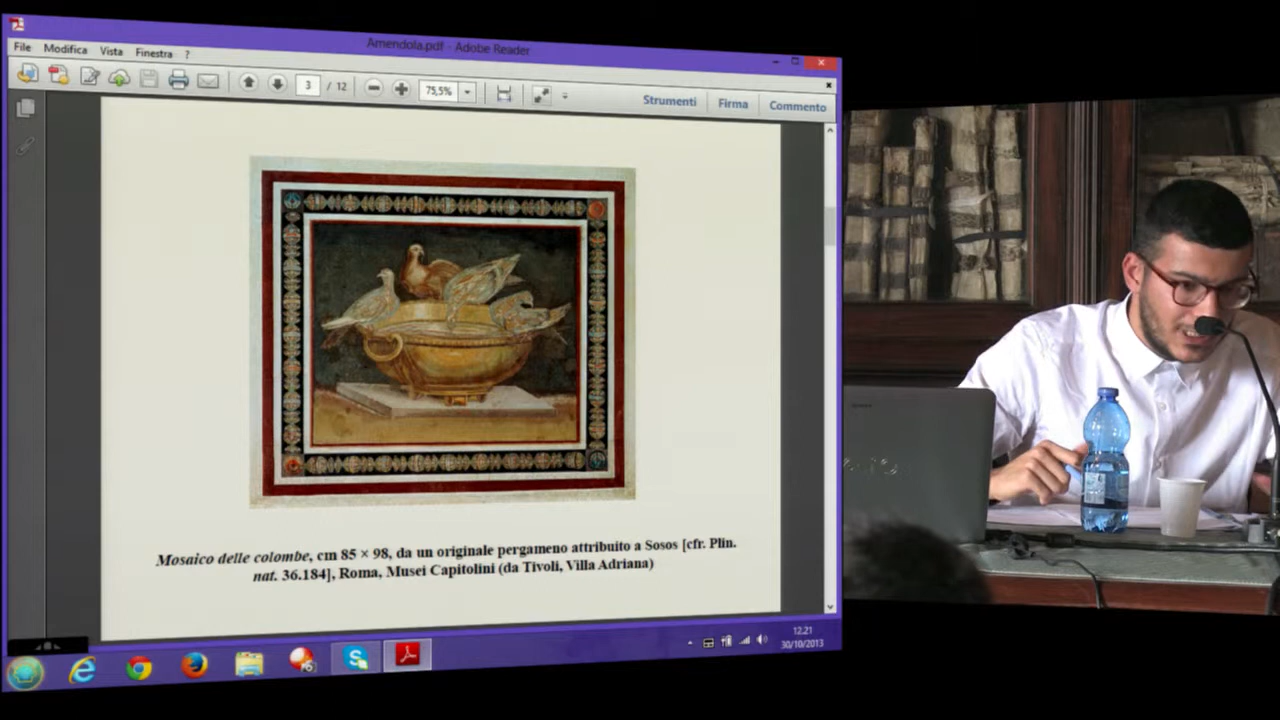 Amendola.pdf - Adobe Reader
File Modifica Vista Finestra ?
3 / 12 75,5%
Strumenti Firma Commento
Mosaico delle colombe, cm 85 × 98, da un originale pergameno attribuito a Sosos [cfr. Plin.
nat. 36.184], Roma, Musei Capitolini (da Tivoli, Villa Adriana)
12.21
30/10/2013